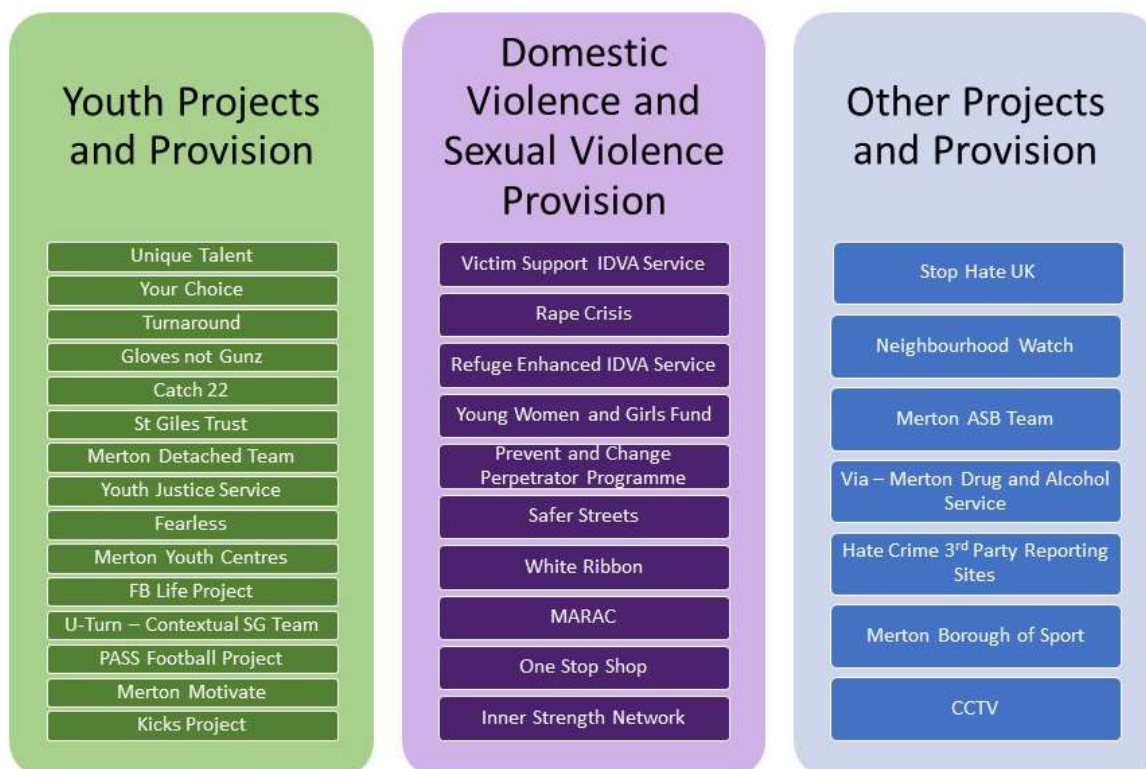 Youth Projects
and Provision
Unique Talent
Your Choice
Turnaround
Gloves not Gunz
Catch 22
St Giles Trust
Merton Detached Team
Youth Justice Service
Fearless
Merton Youth Centres
FB Life Project
U-Turn – Contextual SG Team
PASS Football Project
Merton Motivate
Kicks Project
Domestic
Violence and
Sexual Violence
Provision
Victim Support IDVA Service
Rape Crisis
Refuge Enhanced IDVA Service
Young Women and Girls Fund
Prevent and Change
Perpetrator Programme
Safer Streets
White Ribbon
MARAC
One Stop Shop
Inner Strength Network
Other Projects
and Provision
Stop Hate UK
Neighbourhood Watch
Merton ASB Team
Via – Merton Drug and Alcohol
Service
Hate Crime 3rd Party Reporting
Sites
Merton Borough of Sport
CCTV